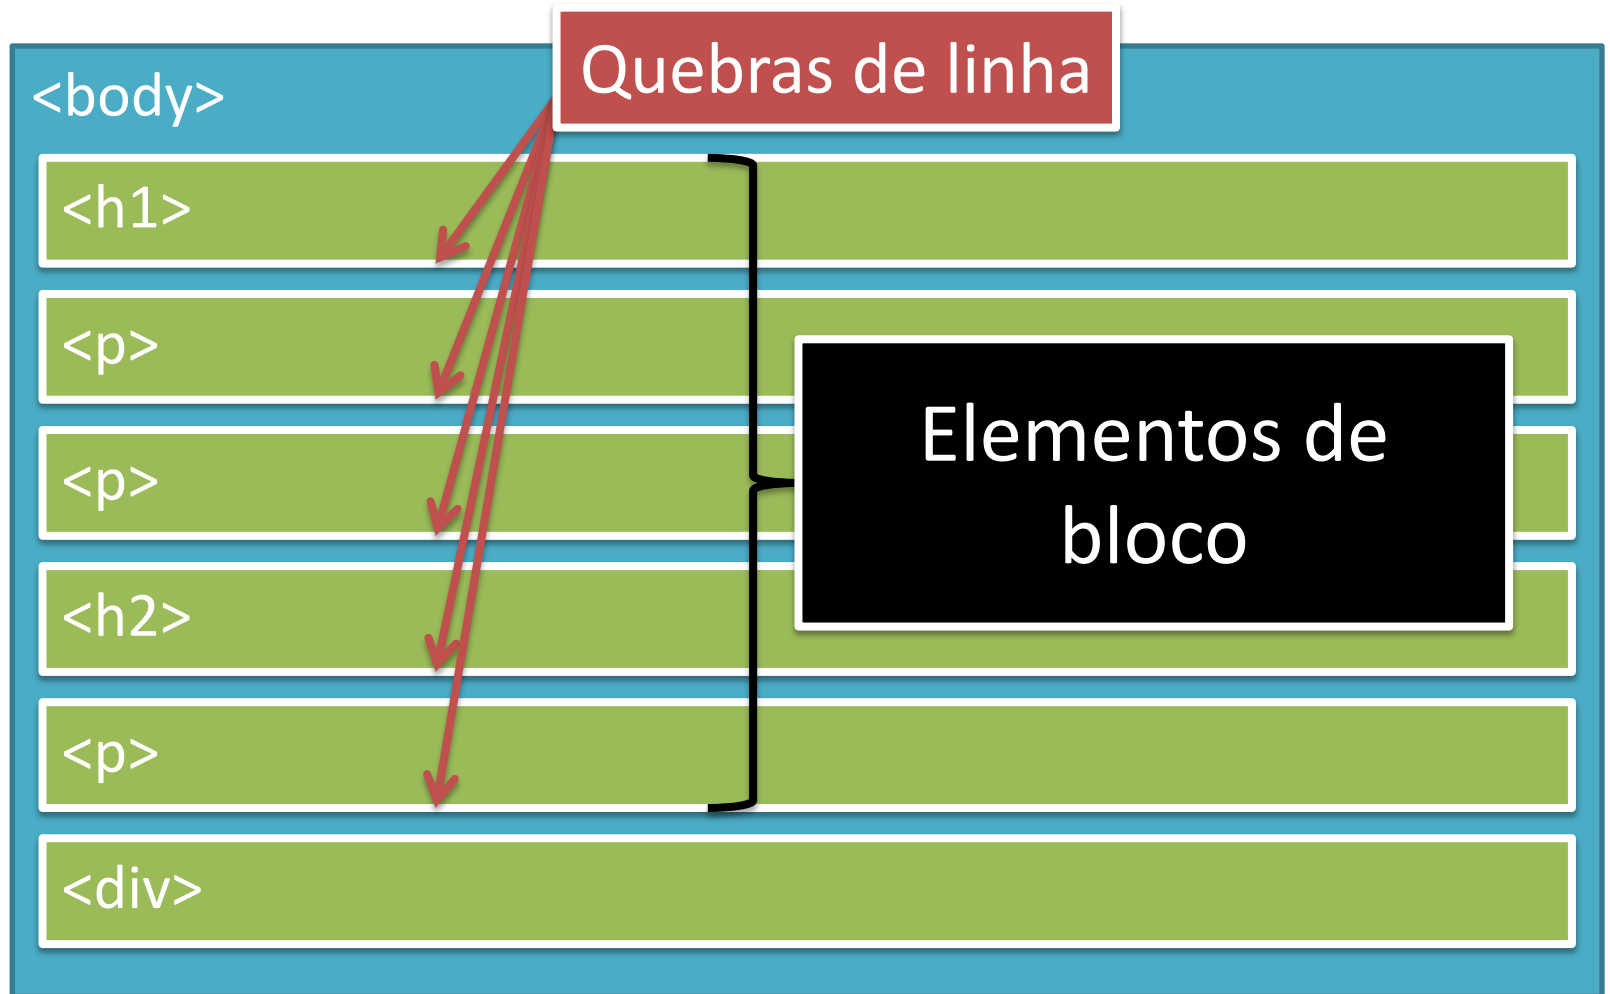 Quebras de linha
<body>
<h1>
<p>
<p>
Elementos de
bloco
<h2>
<p>
<div>